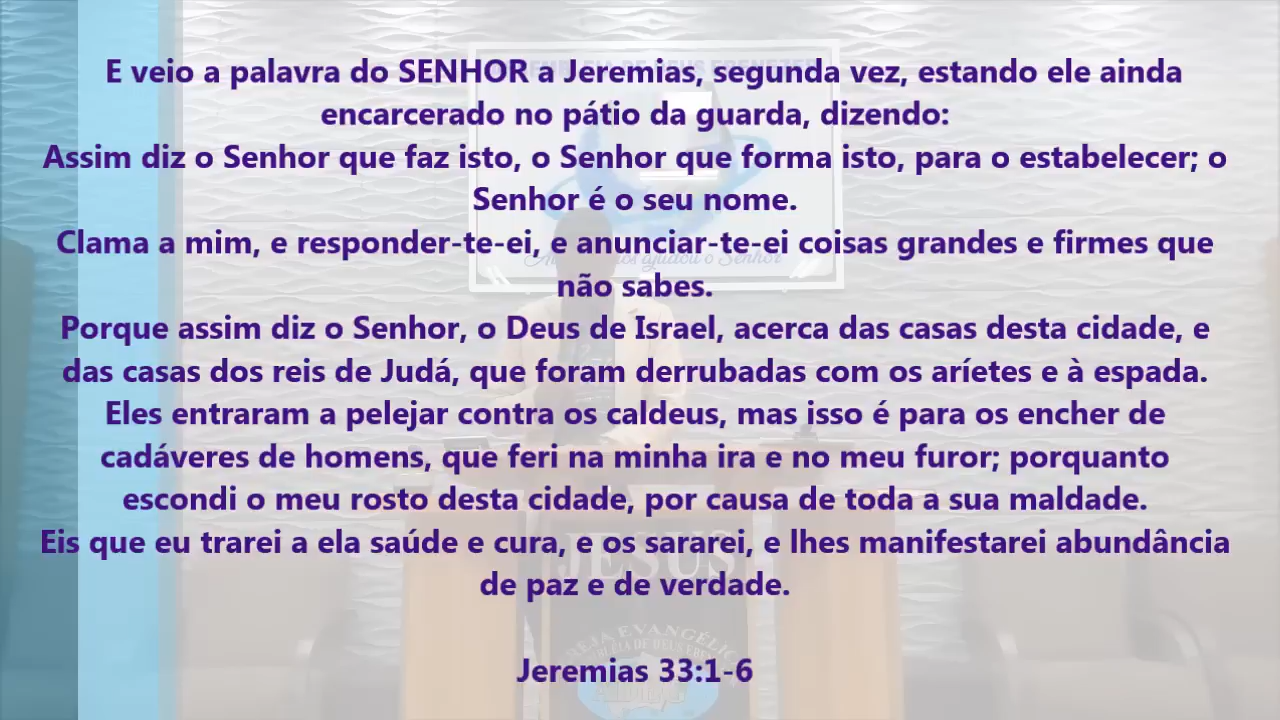 E veio a palavra do SENHOR a Jeremias, segunda vez, estando ele ainda
encarcerado no pátio da guarda, dizendo:
Assim diz o Senhor que faz isto, o Senhor que forma isto, para o estabelecer; o
Senhor é o seu nome.
Clama a mim, e responder-te-ei, e anunciar-te-ei coisas grandes e firmes que
não sabes.
Porque assim diz o Senhor, o Deus de Israel, acerca das casas desta cidade, e
das casas dos reis de Judá, que foram derrubadas com os aríetes e à espada.
Eles entraram a pelejar contra os caldeus, mas isso é para os encher de
cadáveres de homens, que feri na minha ira e no meu furor; porquanto
escondi o meu rosto desta cidade, por causa de toda a sua maldade.
Eis que eu trarei a ela saúde e cura, e os sararei, e lhes manifestarei abundância
de paz e de verdade.
JESUS
Jeremias 33:1-6